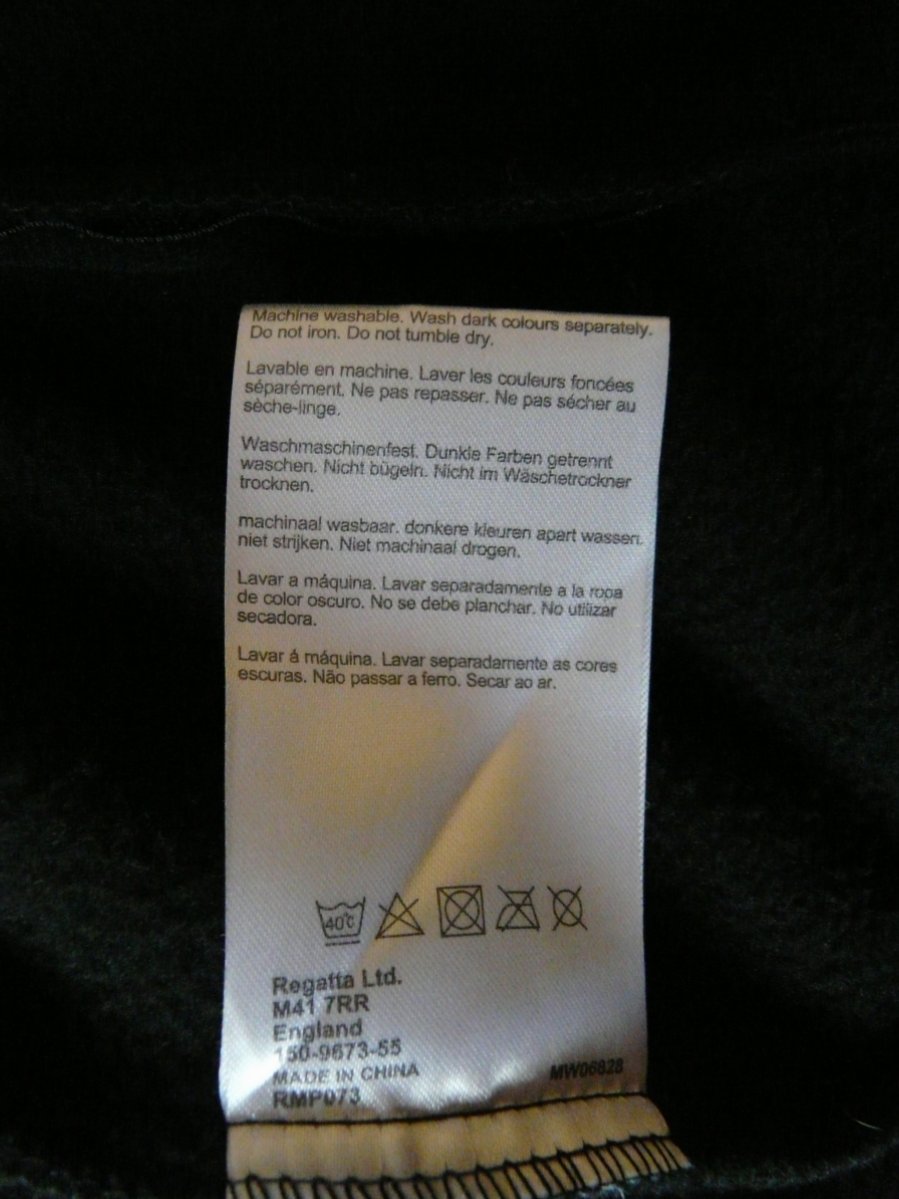 Machine washable. Wash dark colours separately.
Do not iron. Do not tumble dry.
Lavable en machine. Laver les couleurs foncées
séparément. Ne pas repasser. Ne pas sécher au
sèche-linge.
Waschmaschinenfest. Dunkle Farben getrennt
waschen. Nicht bügeln. Nicht im Wäschetrockner
trocknen.
machinaal wasbaar. donkere kleuren apart wassen.
niet strijken. Niet machinaal drogen.
Lavar a máquina. Lavar separadamente a la ropa
de color oscuro. No se debe planchar. No utilizar
secadora.
Lavar á máquina. Lavar separadamente as cores
escuras. Não passar a ferro. Secar ao ar.
40°C
Regatta Ltd.
M41 7RR
England
150-9673-55
MADE IN CHINA
RMP073
MW06828